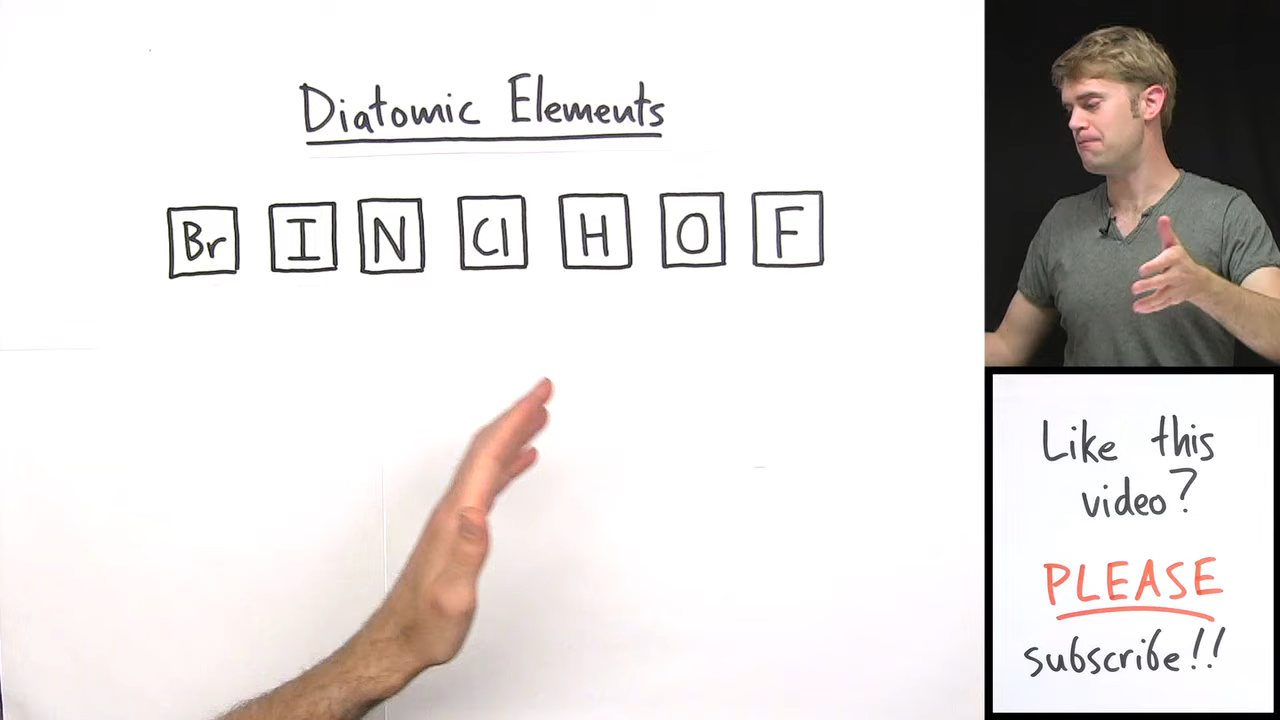 Diatomic Elements
Br I N Cl H O F
Like this
video?
PLEASE
subscribe!!